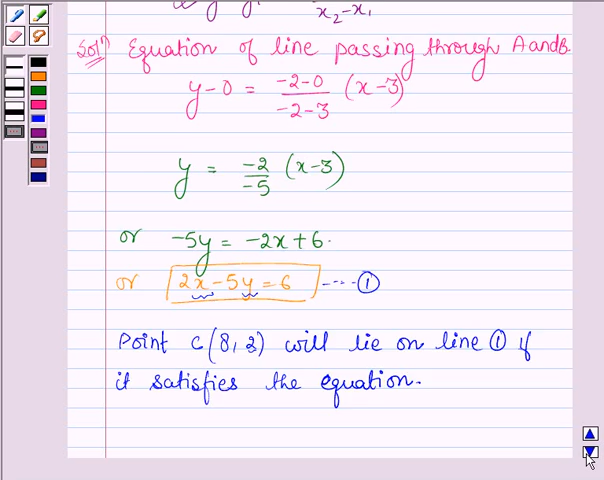 x₂-x₁
Solⁿ Equation of line passing through A and B.
y-0 = -2-0/-2-3 (x-3)
y = -2/-5 (x-3)
or -5y = -2x+6.
or 2x-5y=6 ---- ①
Point C(8,2) will lie on line ① if
it satisfies the equation.